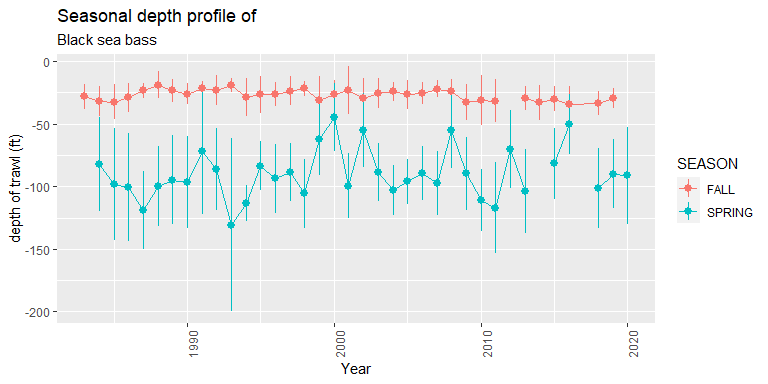 Seasonal depth profile of
Black sea bass
depth of trawl (ft)
0
-50
-100
-150
-200
1990
2000
2010
2020
Year
SEASON
FALL
SPRING